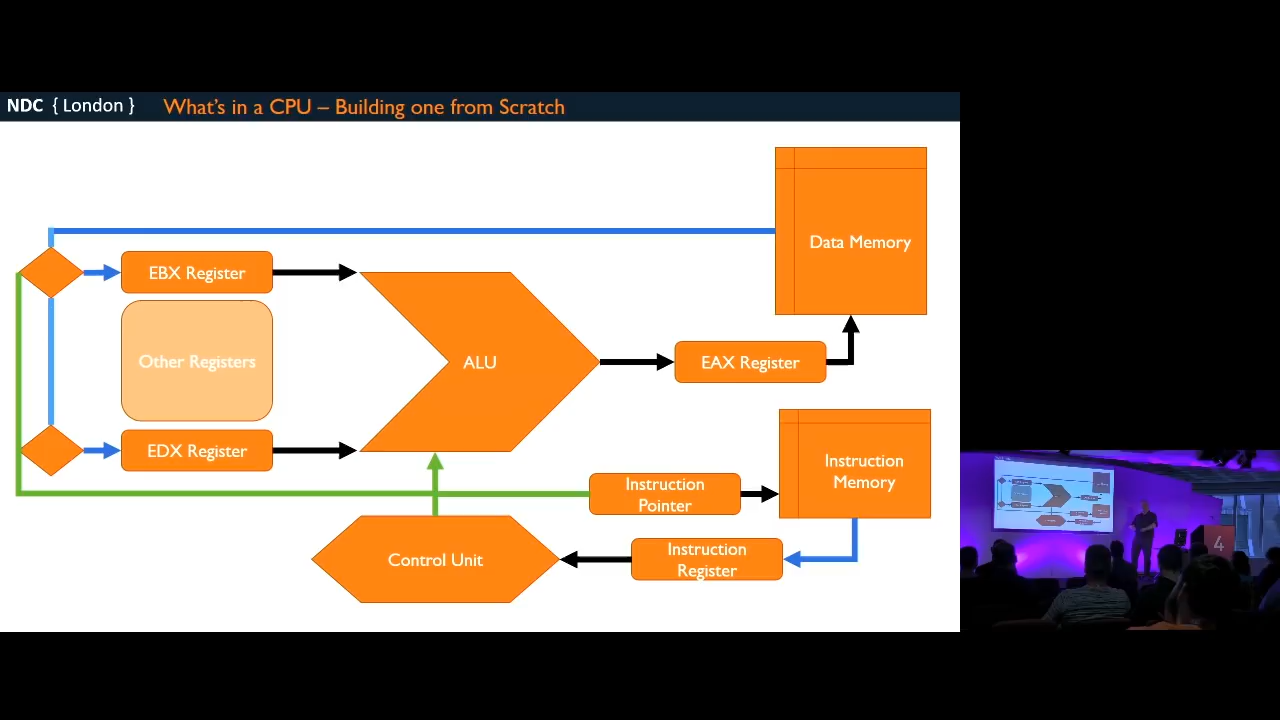 NDC { London }
What's in a CPU – Building one from Scratch
Data Memory
EBX Register
Other Registers
ALU
EAX Register
EDX Register
Instruction
Pointer
Instruction
Memory
Control Unit
Instruction
Register
4